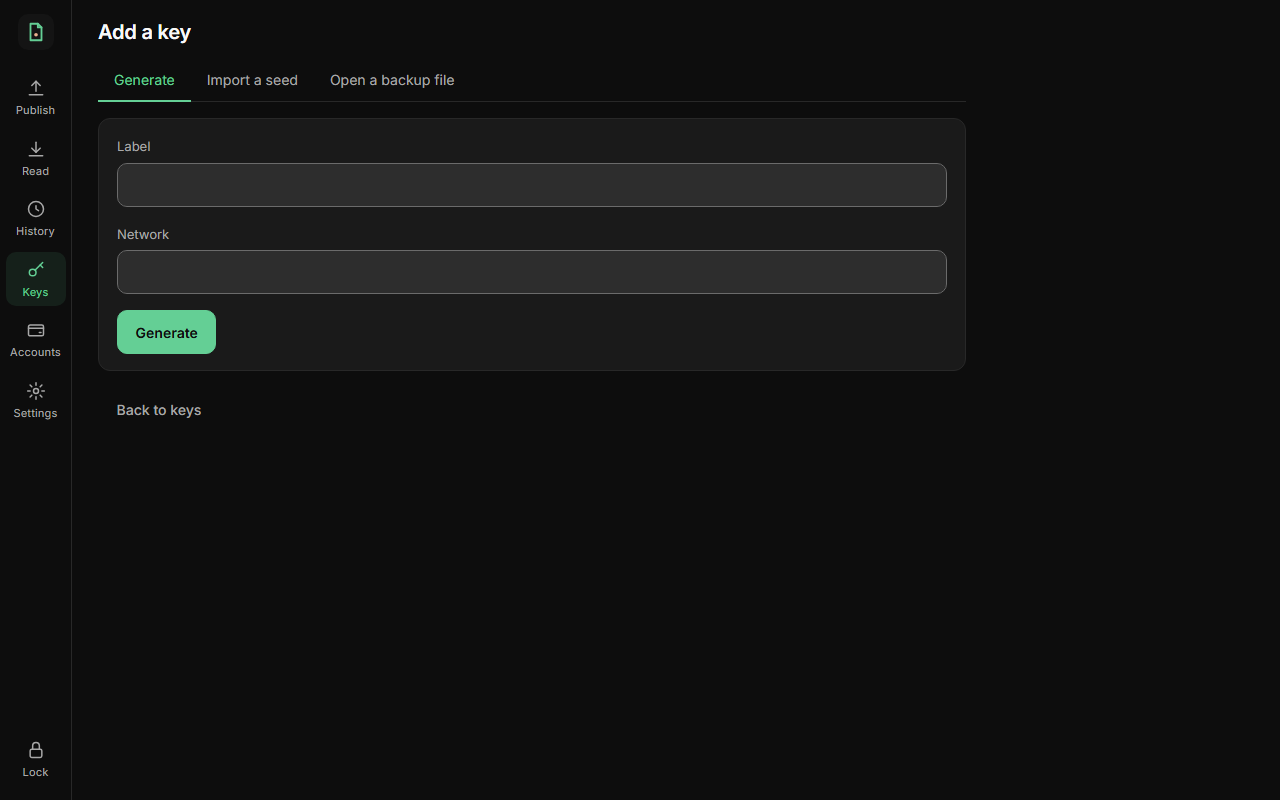 Add a key
Generate
Import a seed
Open a backup file
Publish
Read
History
Keys
Accounts
Settings
Lock
Label
Network
Generate
Back to keys